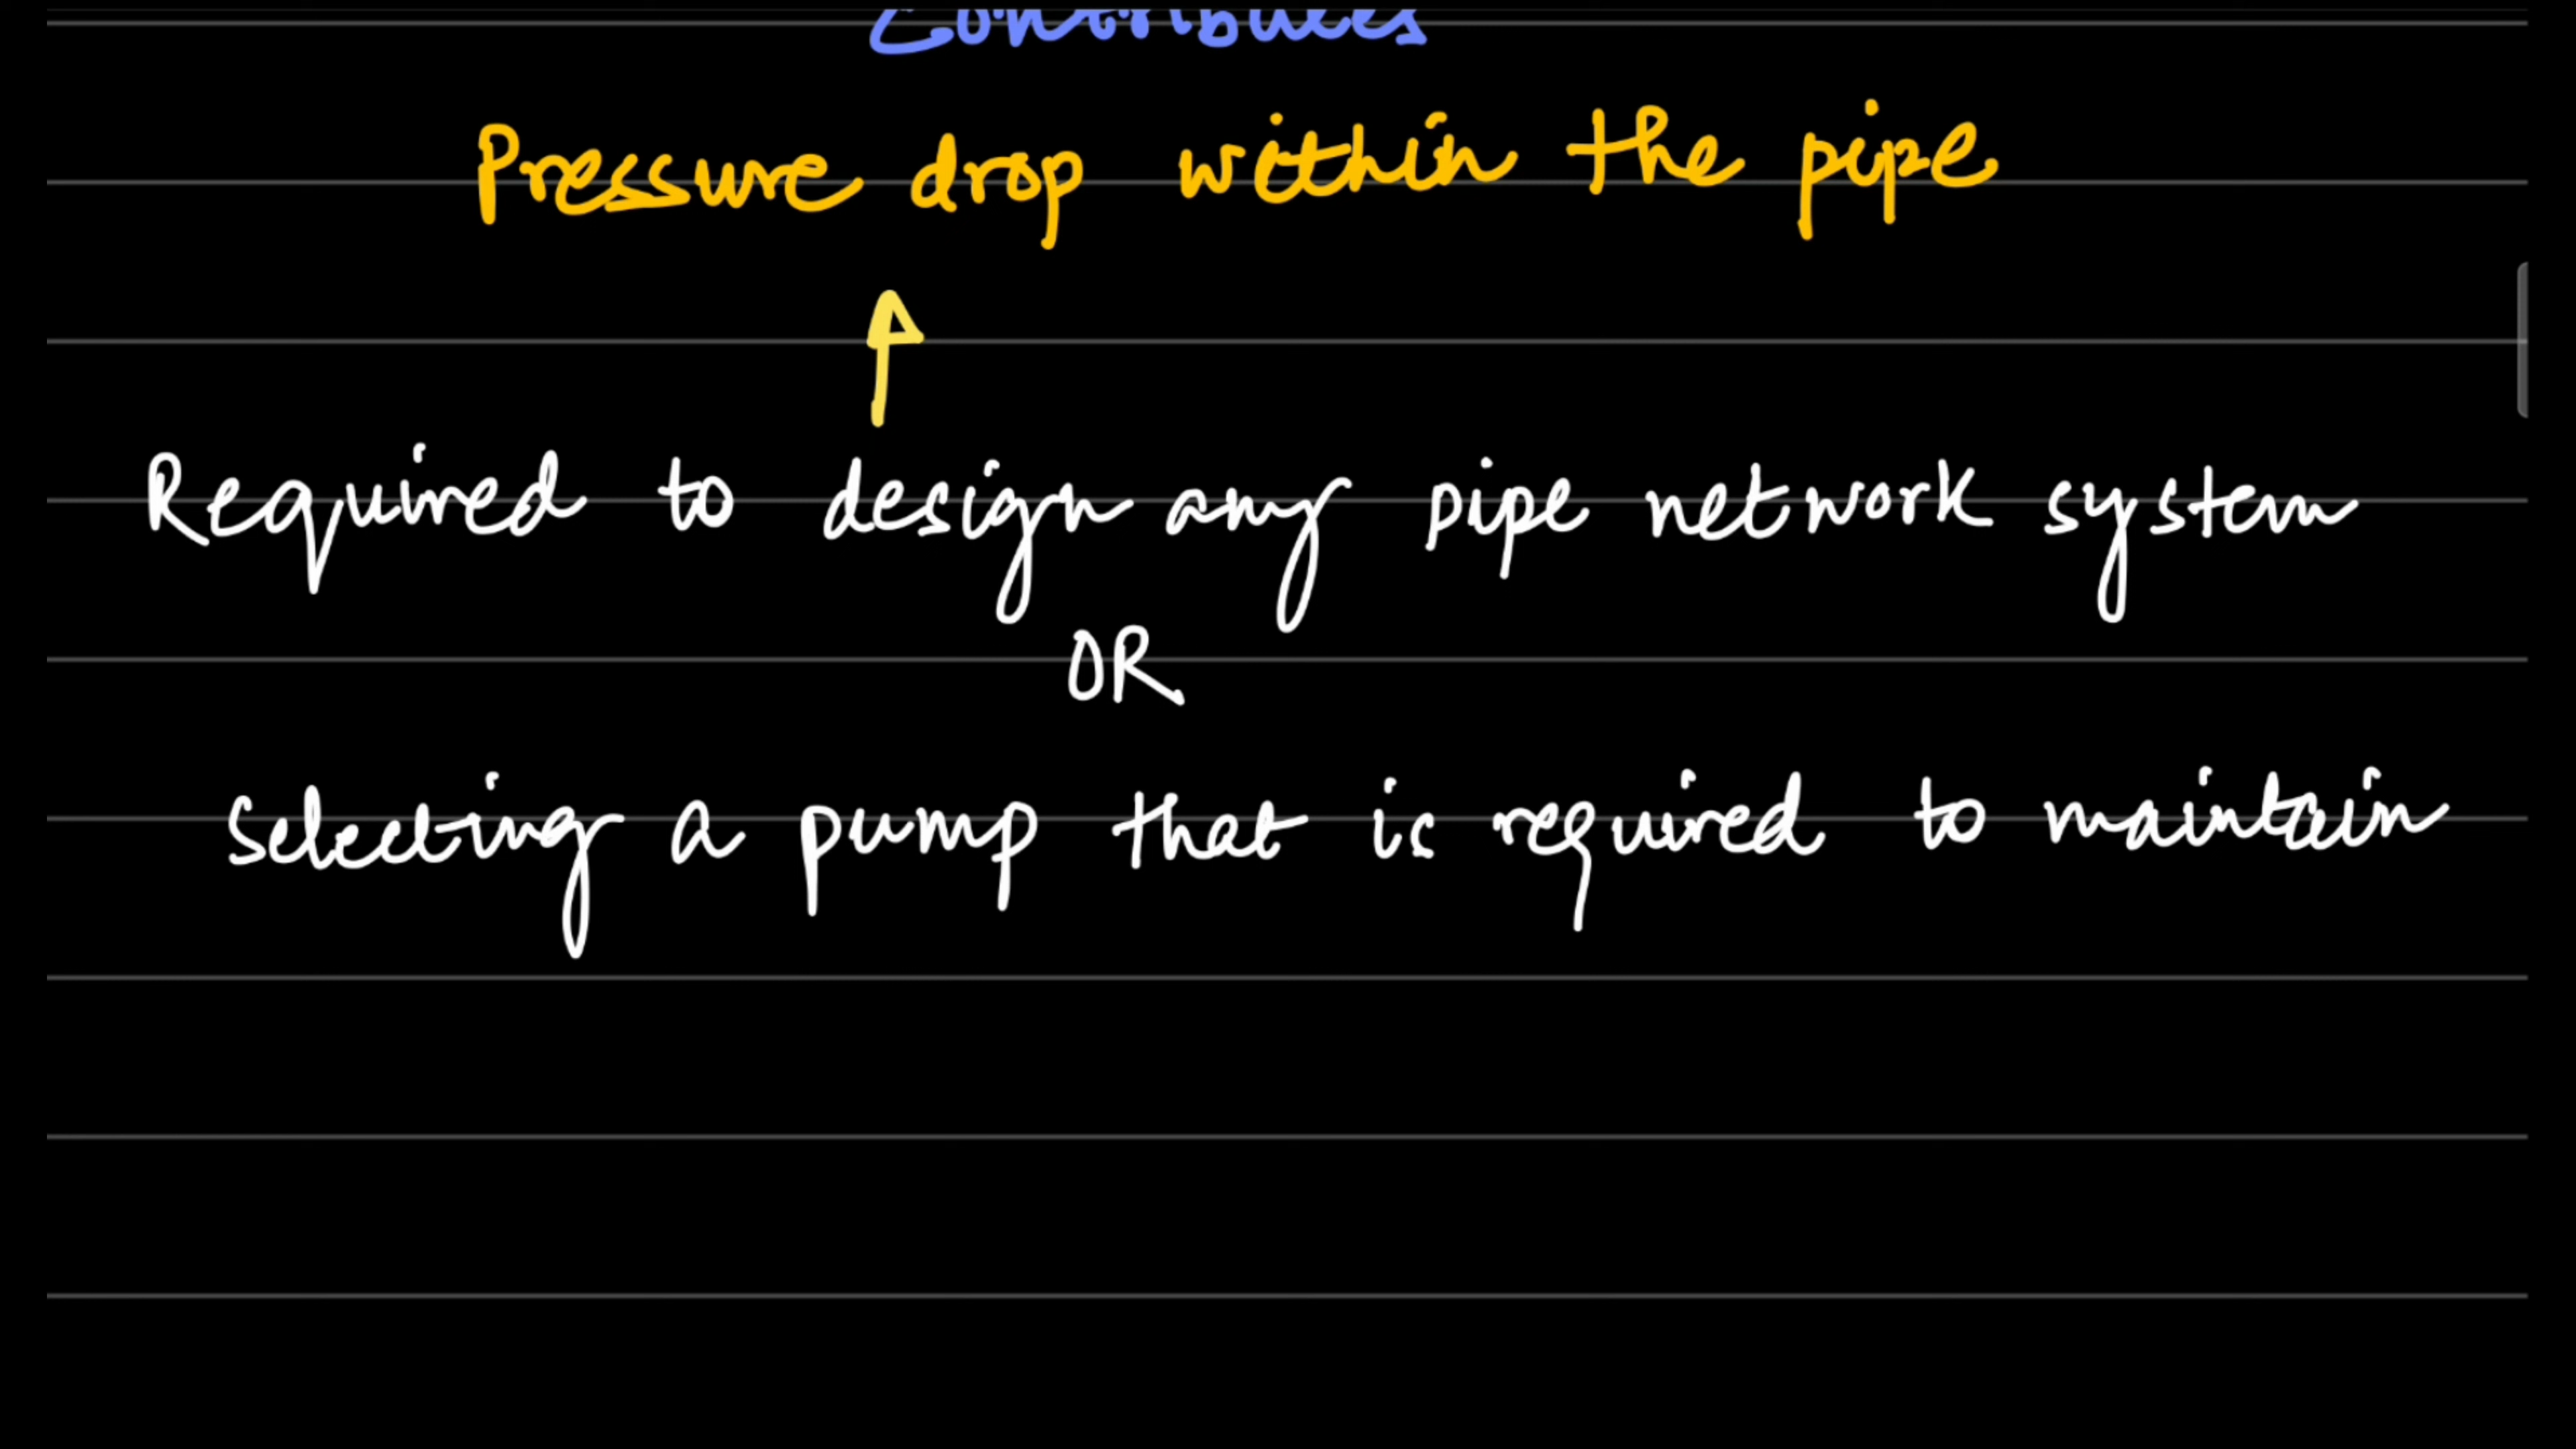 Contributes
Pressure drop within the pipe
Required to design any pipe network system
OR
Selecting a pump that is required to maintain